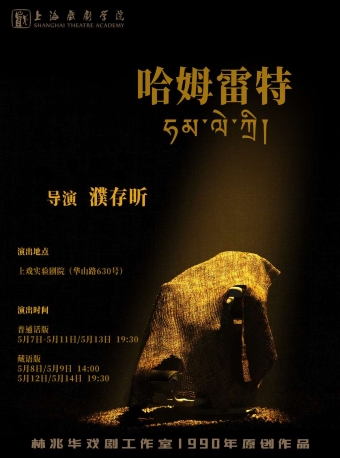 上海戲劇學院
SHANGHAI THEATRE ACADEMY
哈姆雷特
ཧམ་ལེ་ཀྲི།
导演 濮存昕
演出地点
上戏实验剧院（华山路630号）
演出时间
普通话版
5月7日-5月11日/5月13日 19:30
藏语版
5月8日/5月9日 14:00
5月12日/5月14日 19:30
林兆华戏剧工作室1990年原创作品